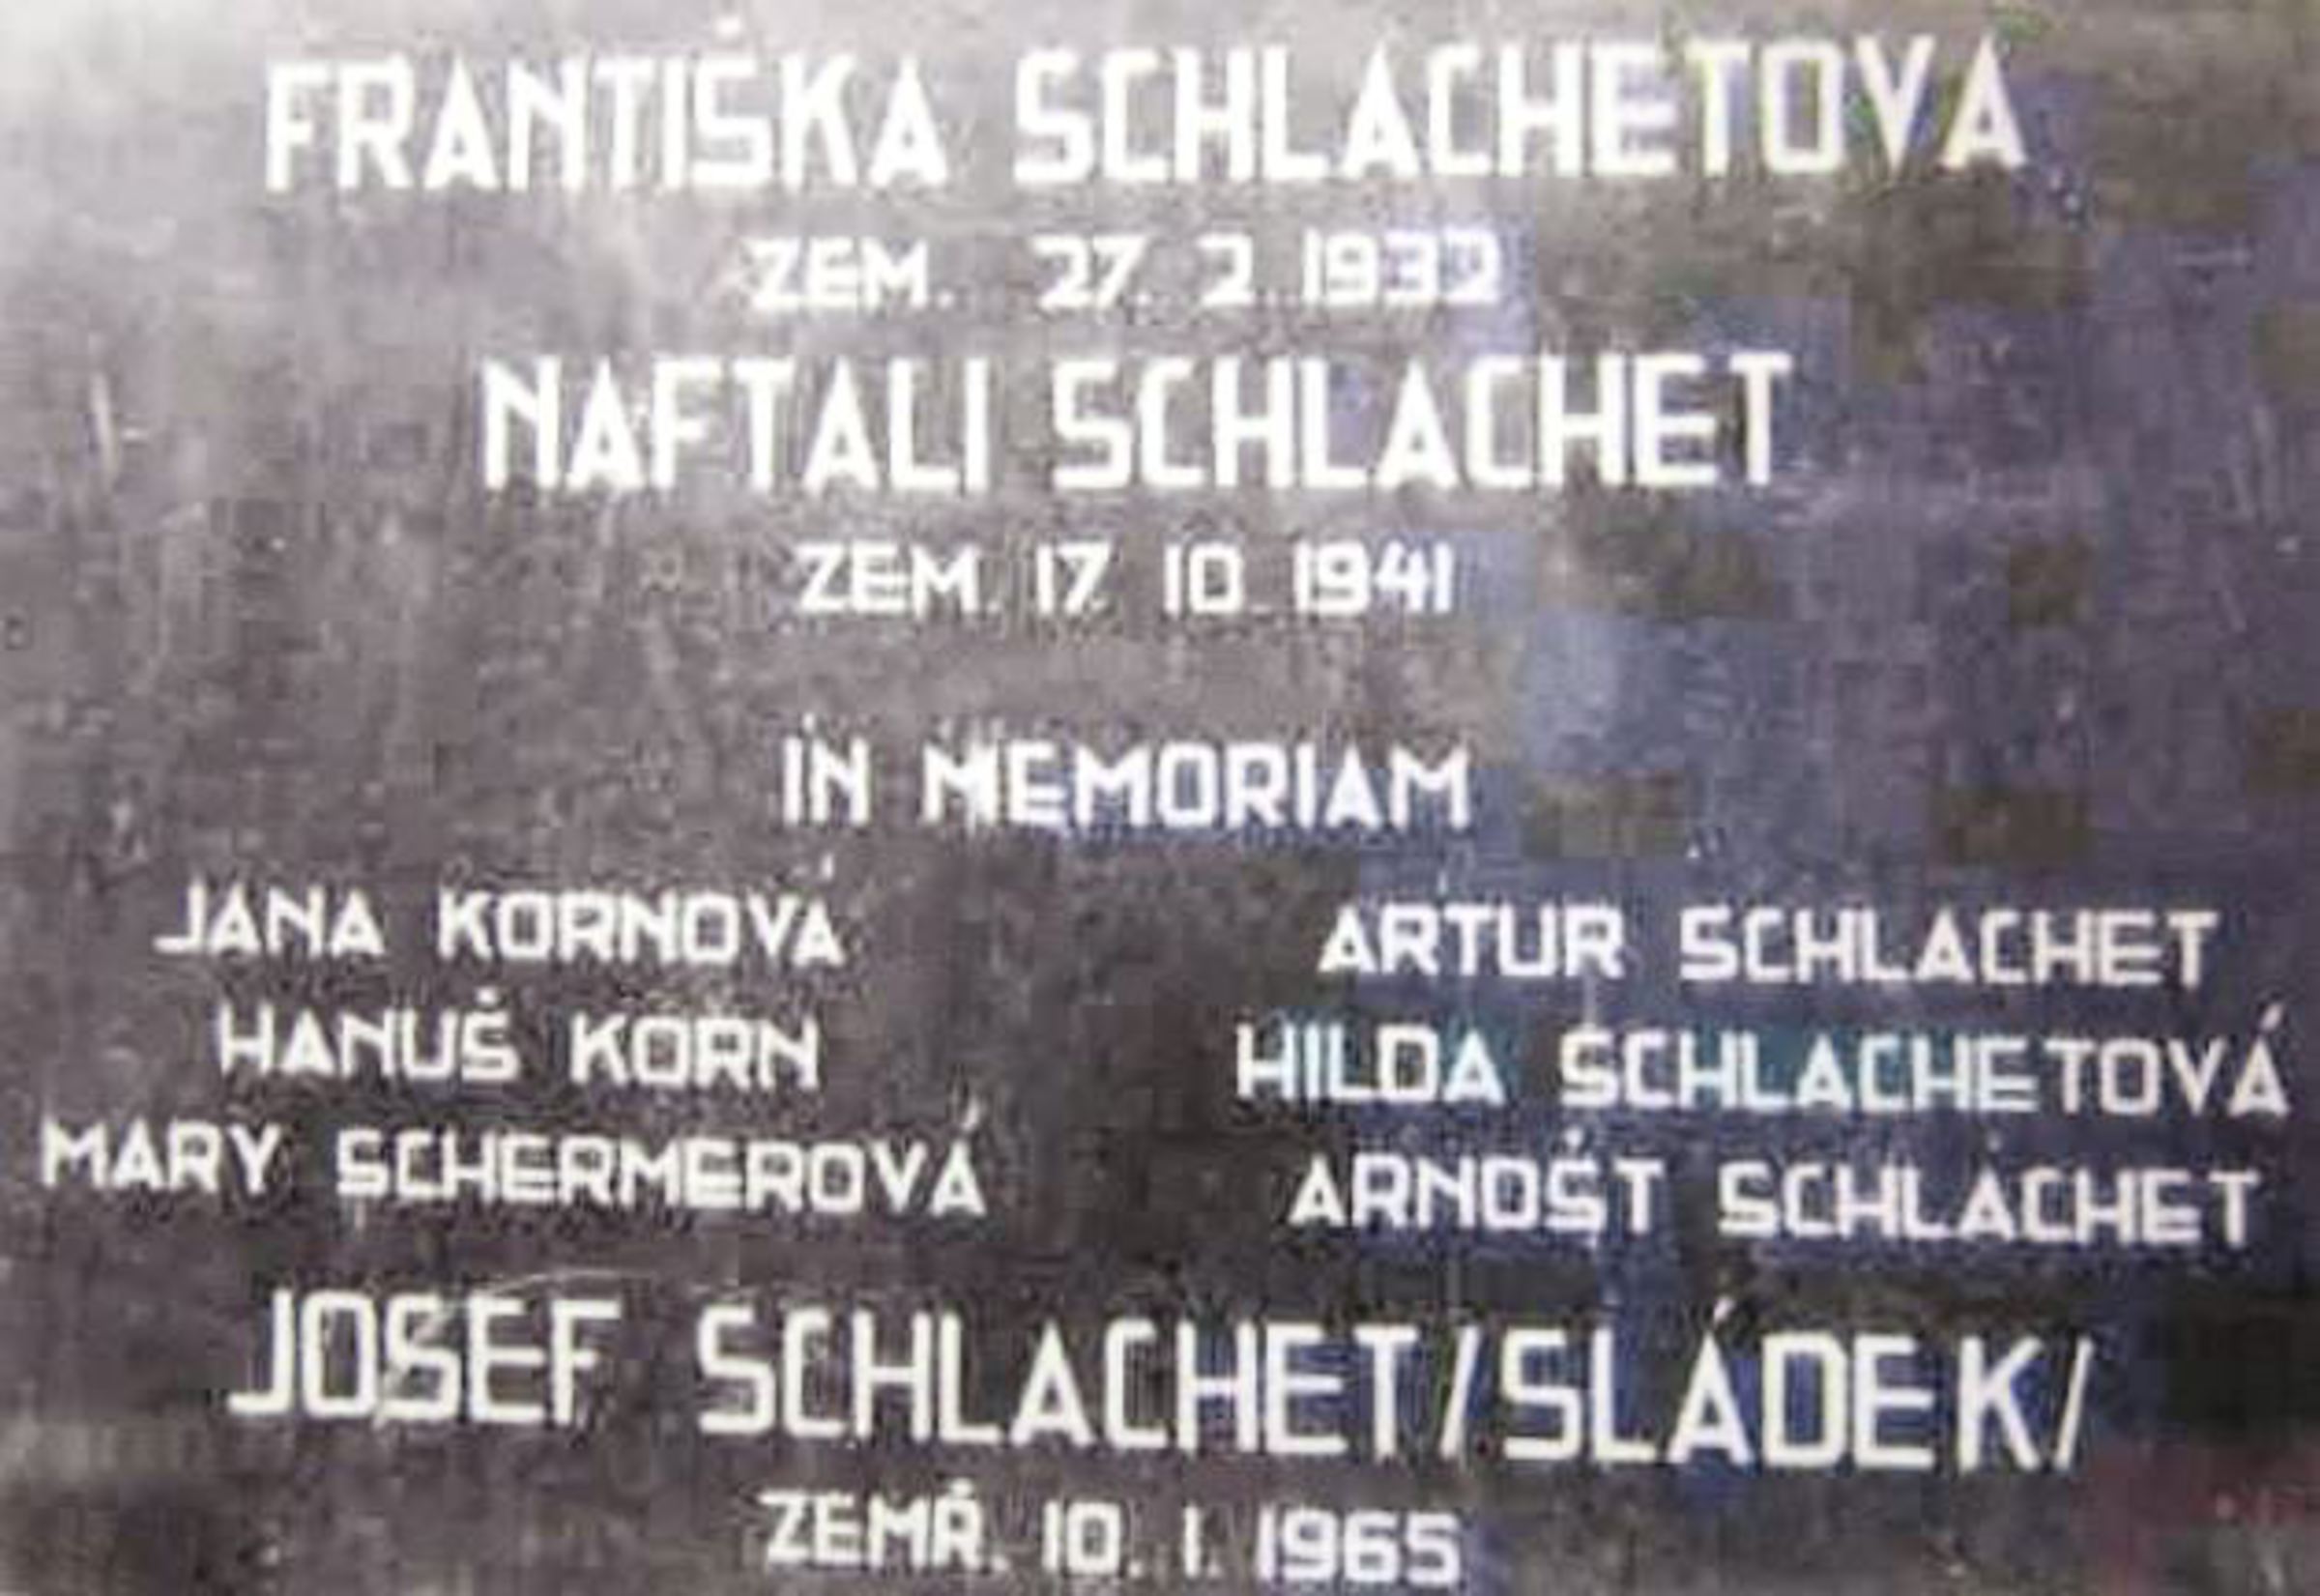 FRANTIŠKA SCHLACHETOVA
ZEM. 27. 2. 1932
NAFTALI SCHLACHET
ZEM. 17. 10. 1941
IN MEMORIAM
JANA KORNOVÁ
HANUŠ KORN
MARY SCHERMEROVÁ
ARTUR SCHLACHET
HILDA SCHLACHETOVÁ
ARNOŠT SCHLACHET
JOSEF SCHLACHET/SLÁDEK/
ZEMŘ. 10. 1. 1965